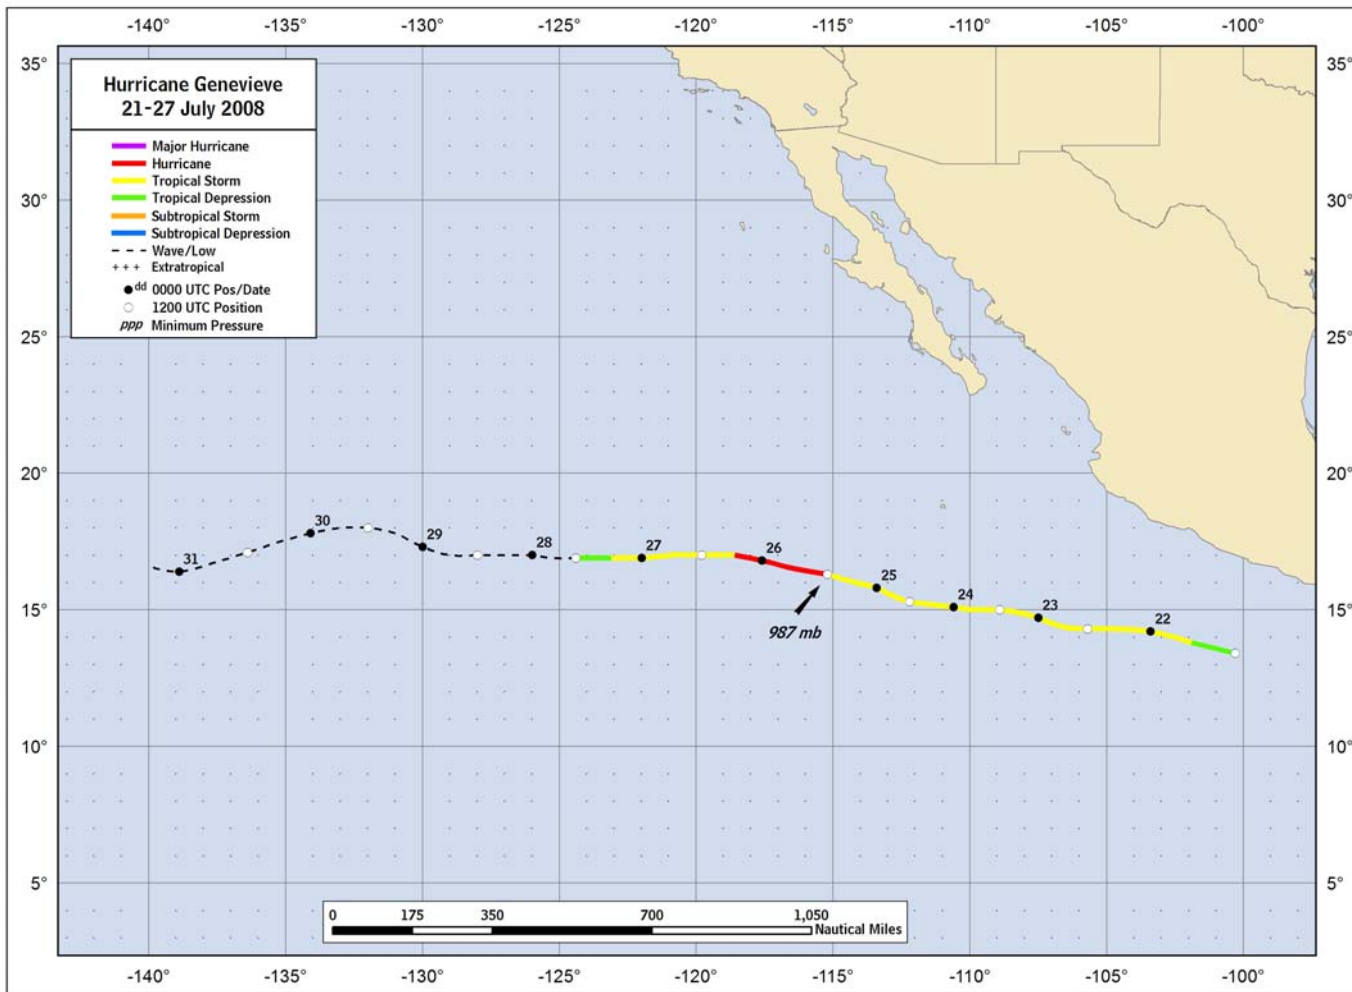 -140° -135° -130° -125° -120° -115° -110° -105° -100°
35° 35°
Hurricane Genevieve
21-27 July 2008
Major Hurricane
Hurricane
Tropical Storm
Tropical Depression
Subtropical Storm
Subtropical Depression
Wave/Low
+++ Extratropical
dd 0000 UTC Pos/Date
1200 UTC Position
ppp Minimum Pressure
30° 30°
25° 25°
20° 20°
31 30 29 28 27 26 25 24 23 22
987 mb
15° 15°
10° 10°
5° 5°
0 175 350 700 1,050
Nautical Miles
-140° -135° -130° -125° -120° -115° -110° -105° -100°